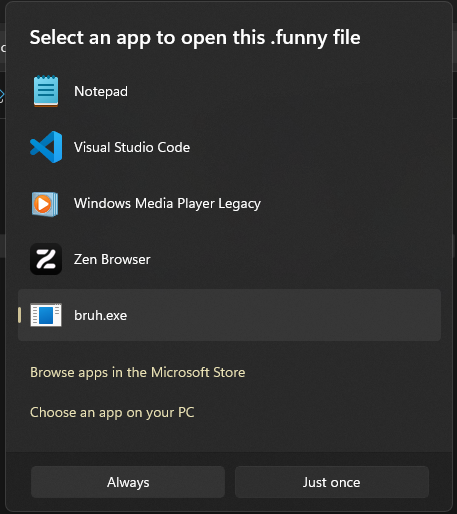 Select an app to open this .funny file
Notepad
Visual Studio Code
Windows Media Player Legacy
Zen Browser
bruh.exe
Browse apps in the Microsoft Store
Choose an app on your PC
Always
Just once